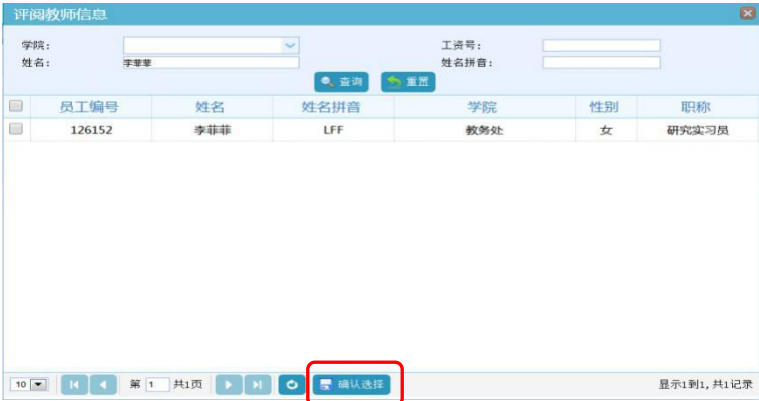 评阅教师信息
学院： 工资号：
姓名： 李菲菲 姓名拼音：
查询 重置
员工编号 姓名 姓名拼音 学院 性别 职称
126152 李菲菲 LFF 教务处 女 研究实习员
10 第 1 共1页 确认选择 显示1到1,共1记录